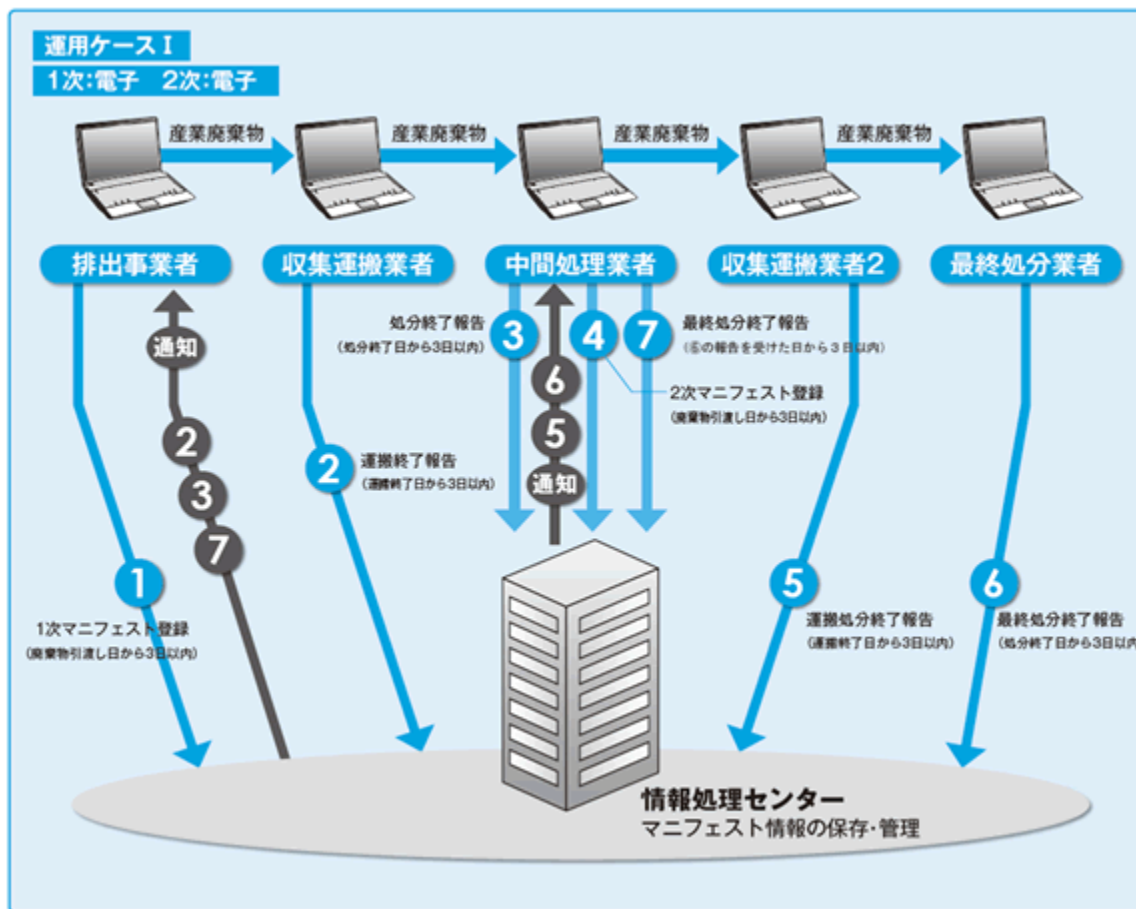 運用ケースⅠ
1次:電子 2次:電子
産業廃棄物
産業廃棄物
産業廃棄物
産業廃棄物
排出事業者
収集運搬業者
中間処理業者
収集運搬業者2
最終処分業者
通知
2
3
7
1
1次マニフェスト登録
(廃棄物引渡し日から3日以内)
2
運搬終了報告
(運搬終了日から3日以内)
処分終了報告
(処分終了日から3日以内)
3
6
5
通知
4
7
最終処分終了報告
(⑥の報告を受けた日から3日以内)
2次マニフェスト登録
(廃棄物引渡し日から3日以内)
5
運搬処分終了報告
(運搬終了日から3日以内)
6
最終処分終了報告
(処分終了日から3日以内
情報処理センター
マニフェスト情報の保存・管理